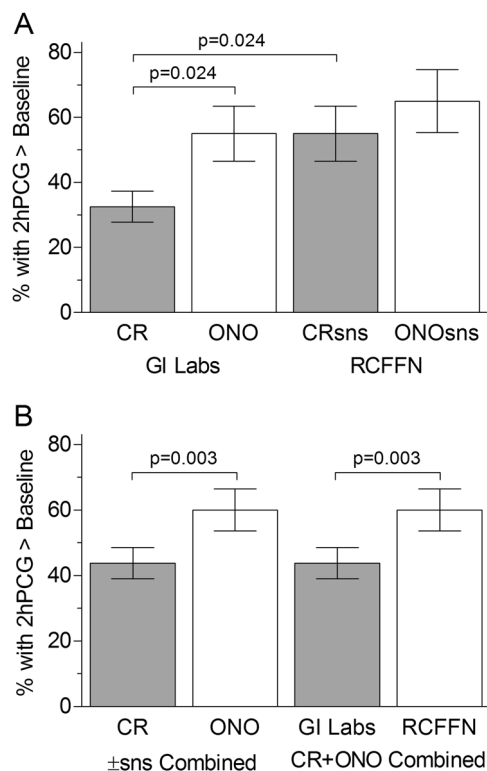 A
% with 2hPCG > Baseline
80
60
40
20
0
p=0.024
p=0.024
CR ONO CRsns ONOsns
GI Labs RCFFN
B
% with 2hPCG > Baseline
80
60
40
20
0
p=0.003 p=0.003
CR ONO GI Labs RCFFN
±sns Combined CR+ONO Combined